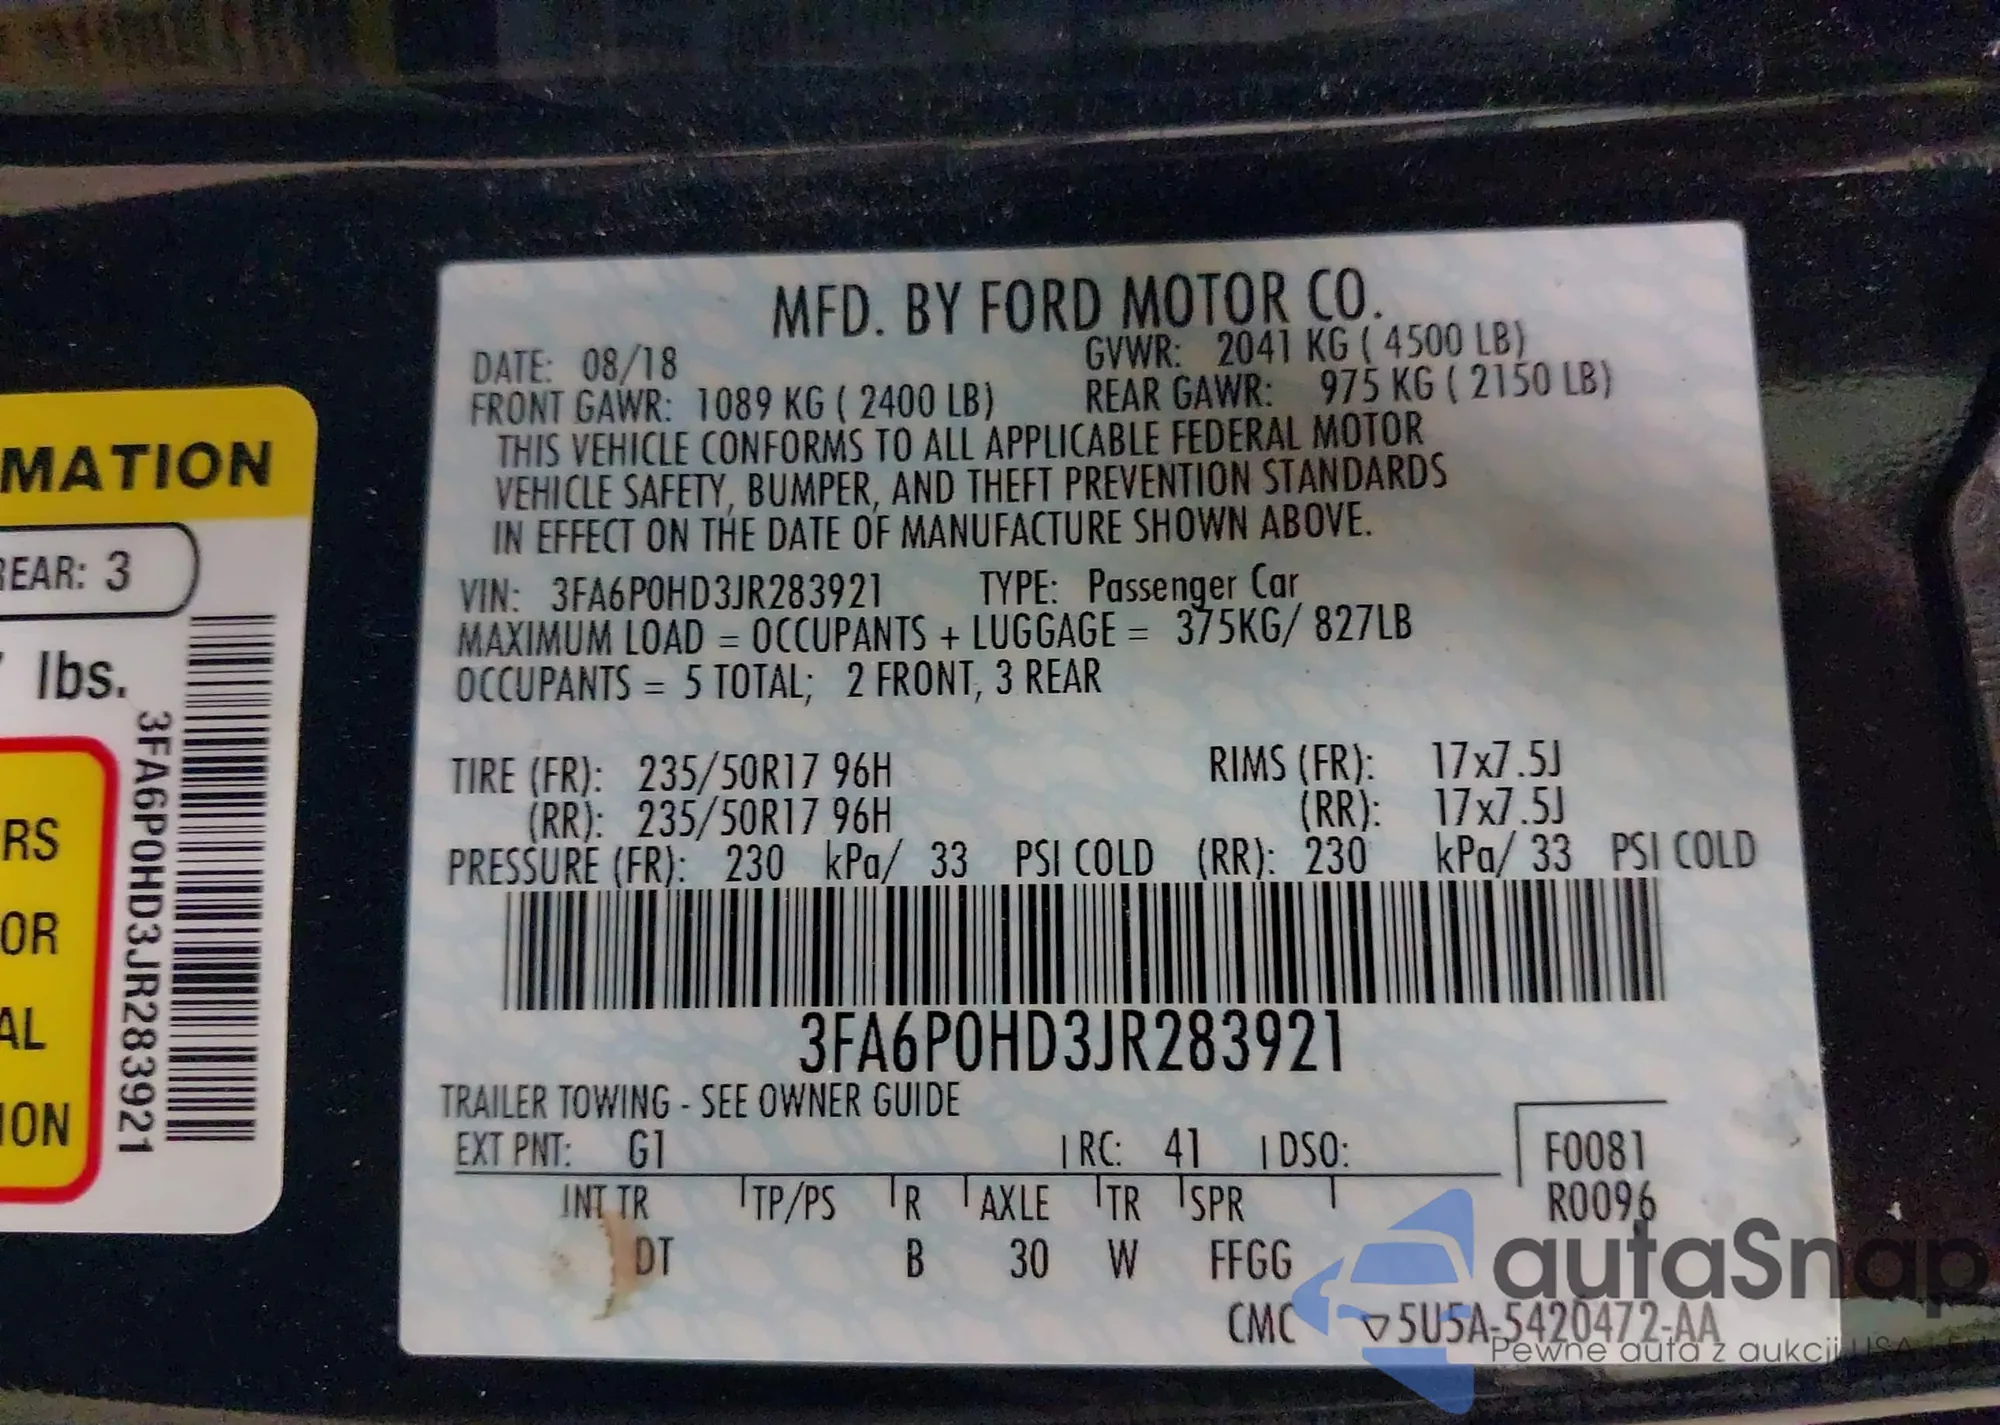 MATION
REAR: 3
lbs.
3FA6P0HD3JR283921
RS
OR
AL
ION
MFD. BY FORD MOTOR CO.
DATE: 08/18 GVWR: 2041 KG ( 4500 LB)
FRONT GAWR: 1089 KG ( 2400 LB) REAR GAWR: 975 KG ( 2150 LB)
THIS VEHICLE CONFORMS TO ALL APPLICABLE FEDERAL MOTOR
VEHICLE SAFETY, BUMPER, AND THEFT PREVENTION STANDARDS
IN EFFECT ON THE DATE OF MANUFACTURE SHOWN ABOVE.
VIN: 3FA6P0HD3JR283921 TYPE: Passenger Car
MAXIMUM LOAD = OCCUPANTS + LUGGAGE = 375KG/ 827LB
OCCUPANTS = 5 TOTAL; 2 FRONT, 3 REAR
TIRE (FR): 235/50R17 96H RIMS (FR): 17x7.5J
(RR): 235/50R17 96H (RR): 17x7.5J
PRESSURE (FR): 230 kPa/ 33 PSI COLD (RR): 230 kPa/ 33 PSI COLD
3FA6P0HD3JR283921
TRAILER TOWING - SEE OWNER GUIDE
EXT PNT: G1 RC: 41 DSO: F0081
INT TR TP/PS R AXLE TR SPR R0096
DT B 30 W FFGG
CMC ▽5U5A-5420472-AA
autaSnap
Pewne auta z aukcji USA